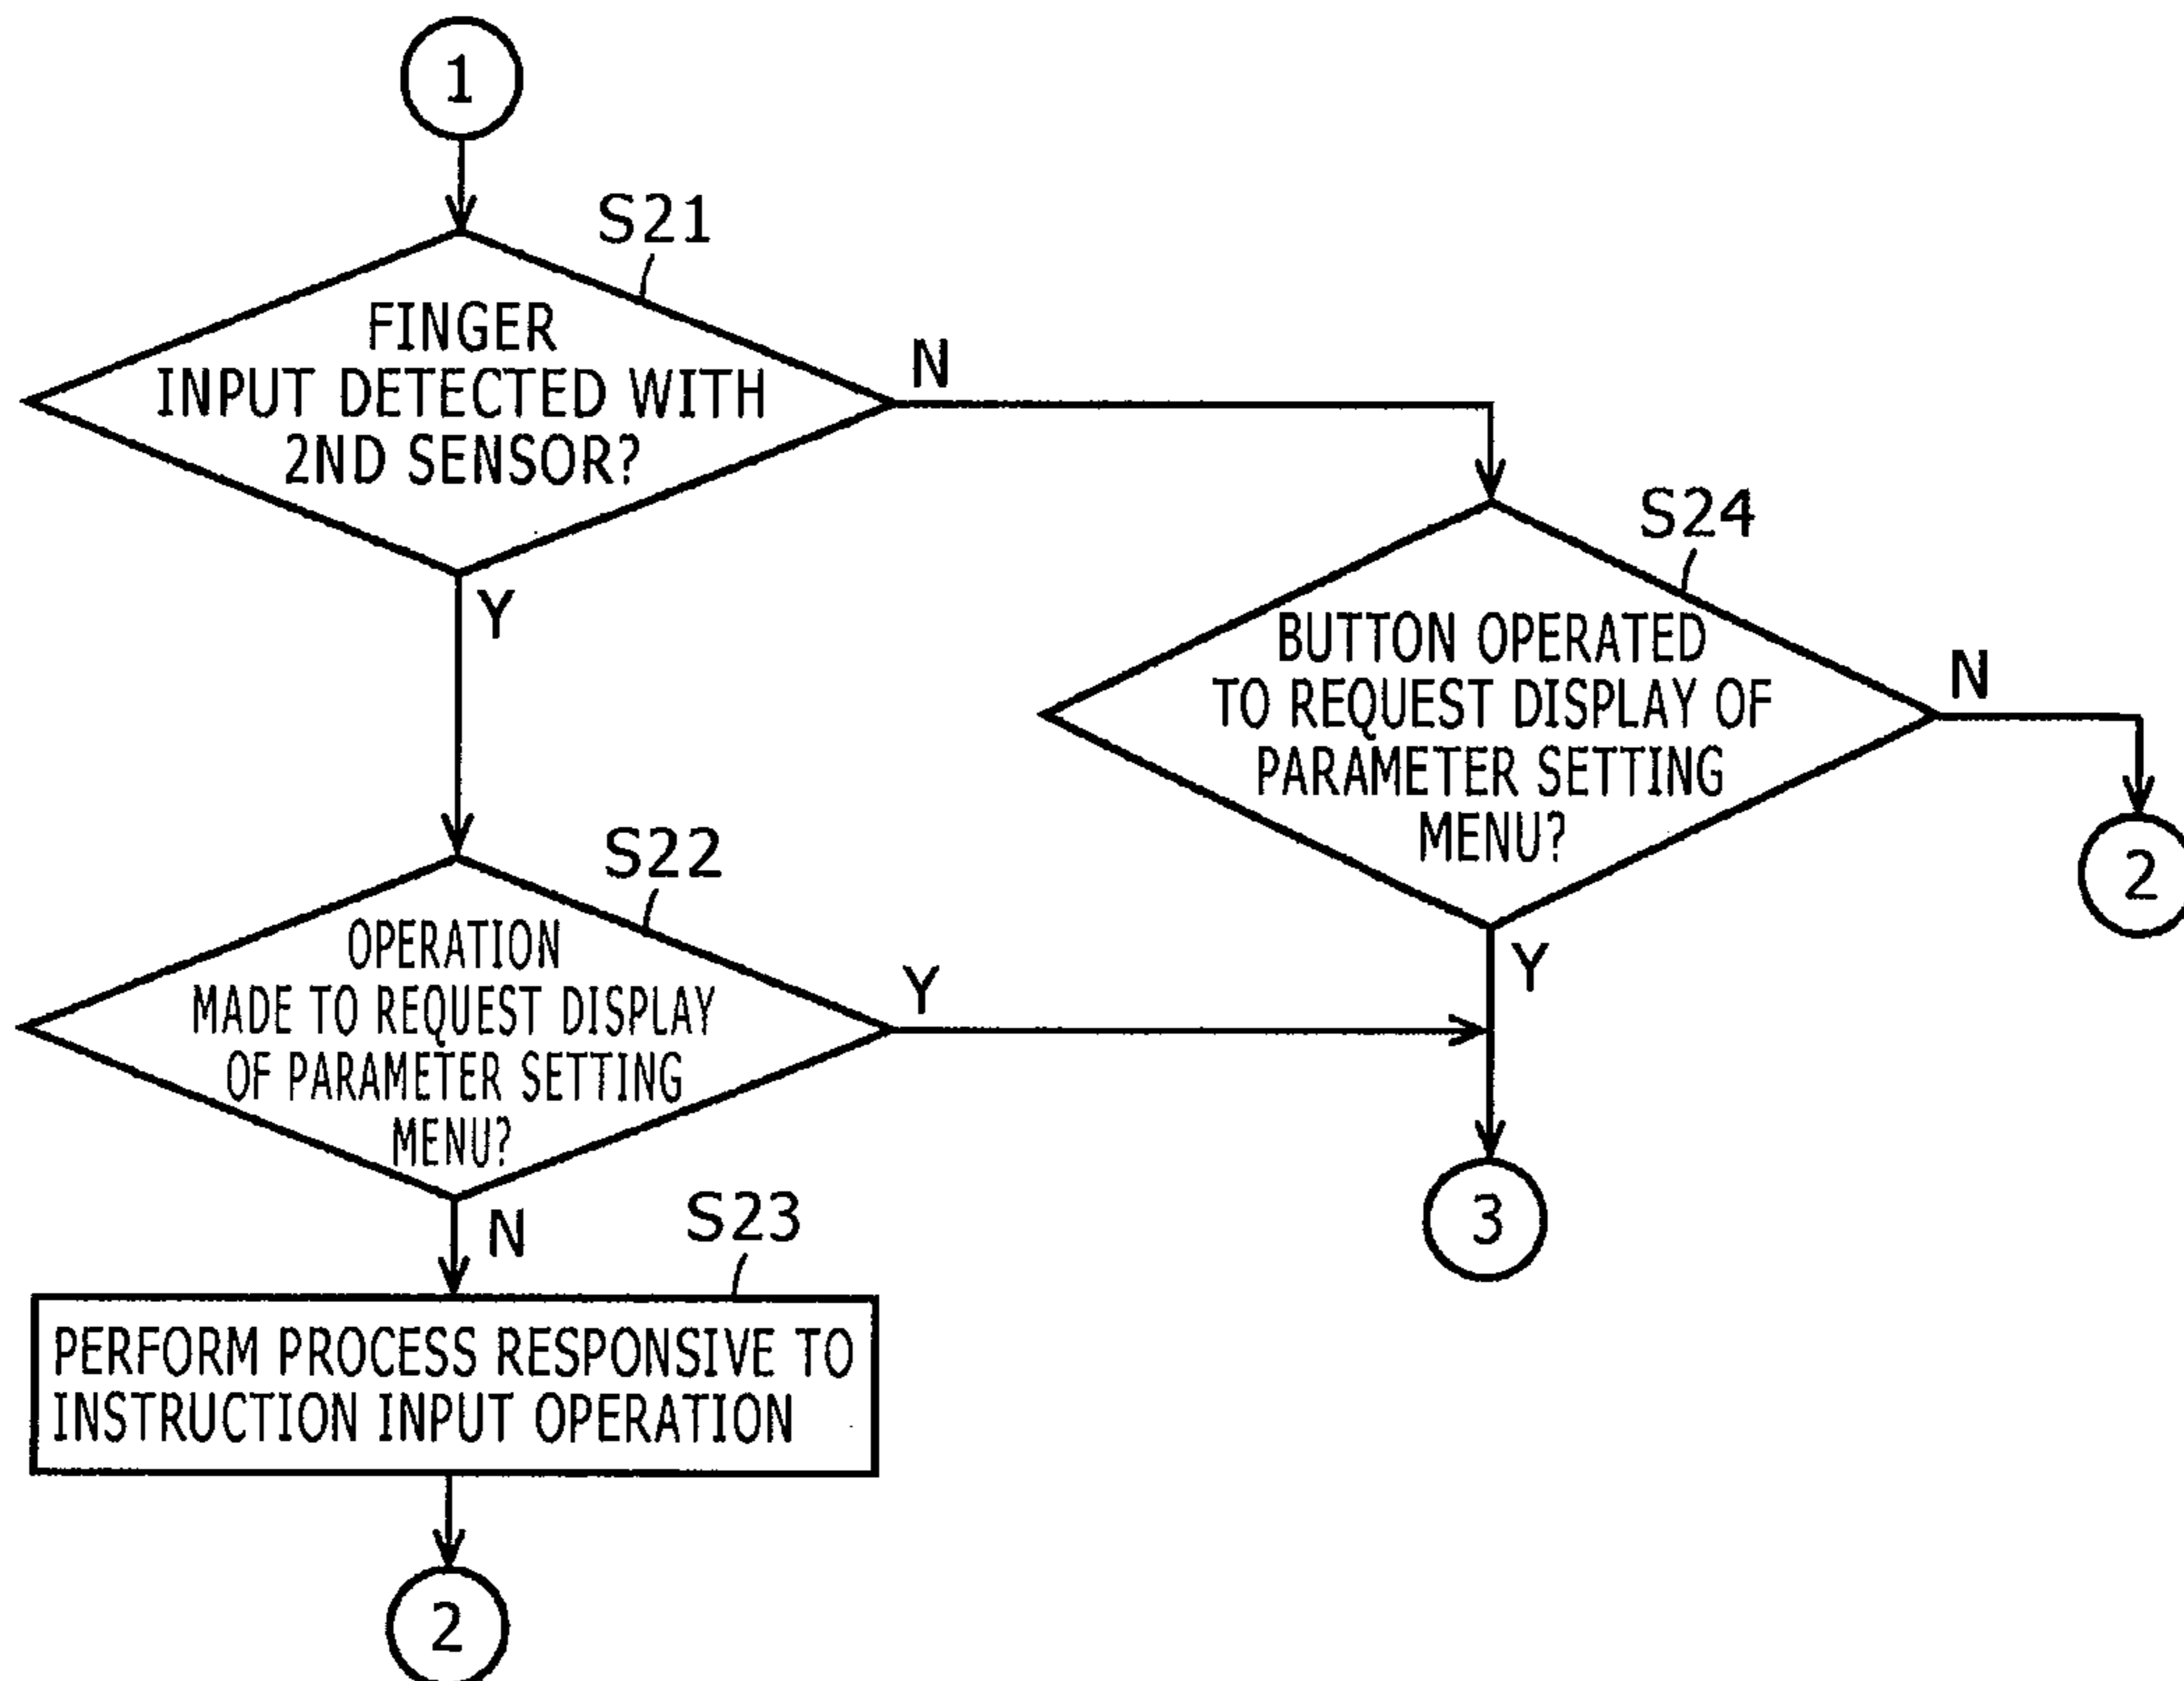 1
S21
FINGER
INPUT DETECTED WITH
2ND SENSOR?
N
Y
S24
BUTTON OPERATED
TO REQUEST DISPLAY OF
PARAMETER SETTING
MENU?
N
2
Y
S22
OPERATION
MADE TO REQUEST DISPLAY
OF PARAMETER SETTING
MENU?
Y
3
N
S23
PERFORM PROCESS RESPONSIVE TO
INSTRUCTION INPUT OPERATION
2